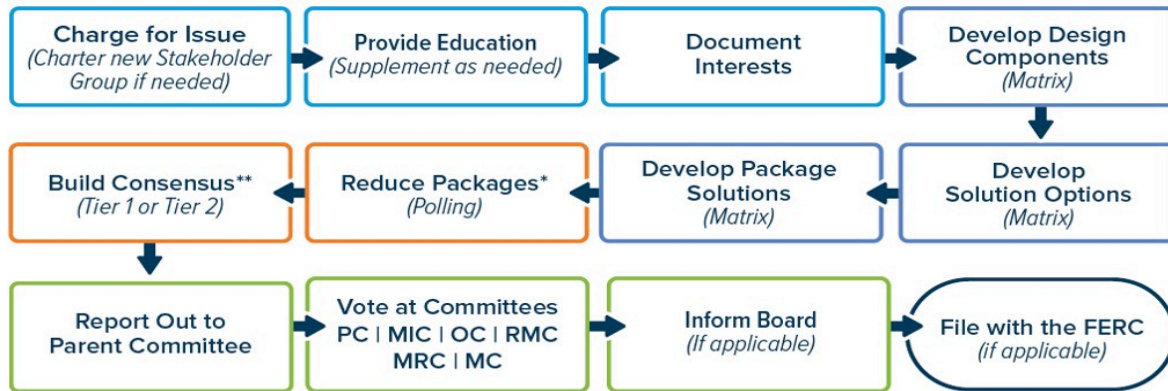 Charge for Issue
(Charter new Stakeholder
Group if needed)
Provide Education
(Supplement as needed)
Document
Interests
Develop Design
Components
(Matrix)
Build Consensus**
(Tier 1 or Tier 2)
Reduce Packages*
(Polling)
Develop Package
Solutions
(Matrix)
Develop
Solution Options
(Matrix)
Report Out to
Parent Committee
Vote at Committees
PC | MIC | OC | RMC
MRC | MC
Inform Board
(If applicable)
File with the FERC
(if applicable)